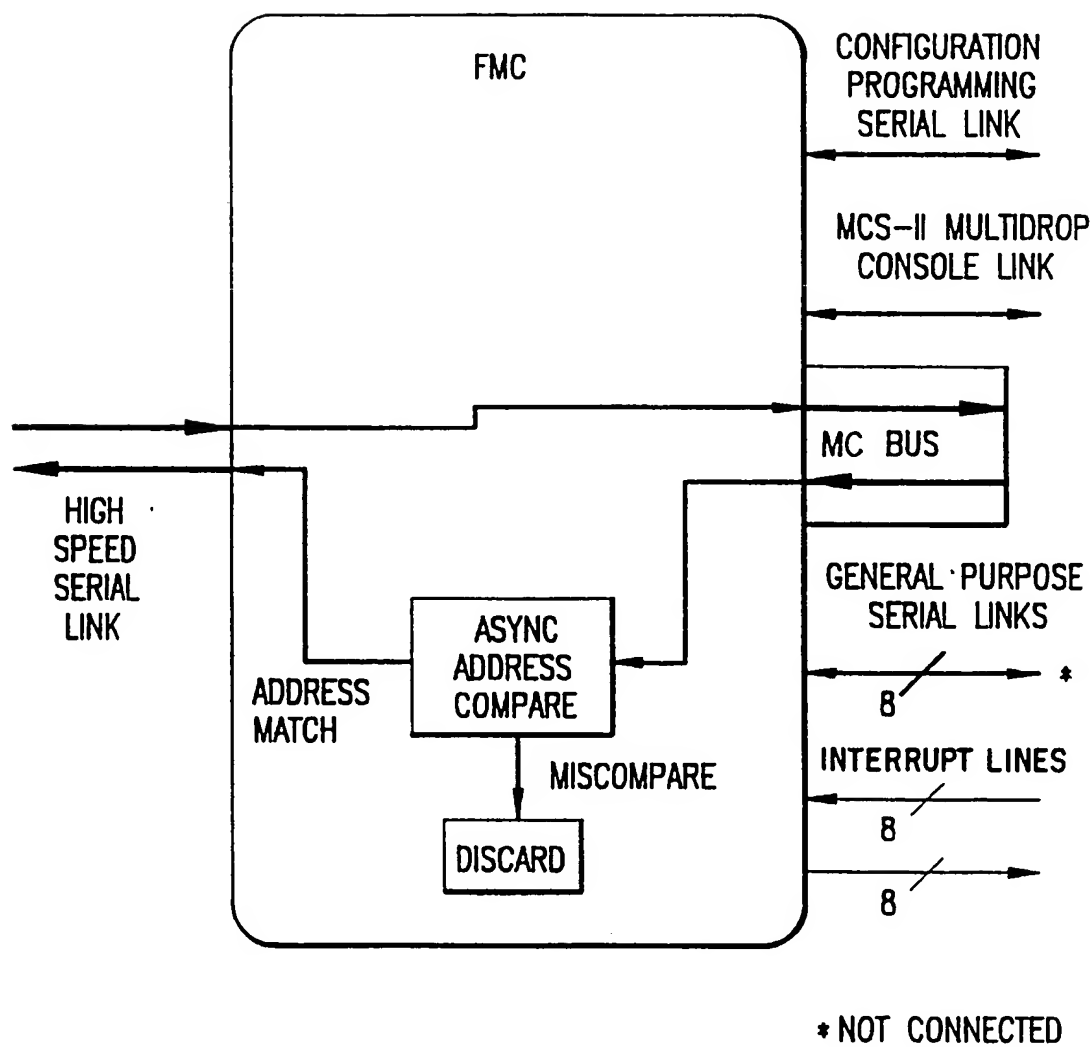 FMC
CONFIGURATION
PROGRAMMING
SERIAL LINK
MCS-II MULTIDROP
CONSOLE LINK
MC BUS
HIGH
SPEED
SERIAL
LINK
GENERAL PURPOSE
SERIAL LINKS
8
*
ASYNC
ADDRESS
COMPARE
ADDRESS
MATCH
MISCOMPARE
DISCARD
INTERRUPT LINES
8
8
* NOT CONNECTED